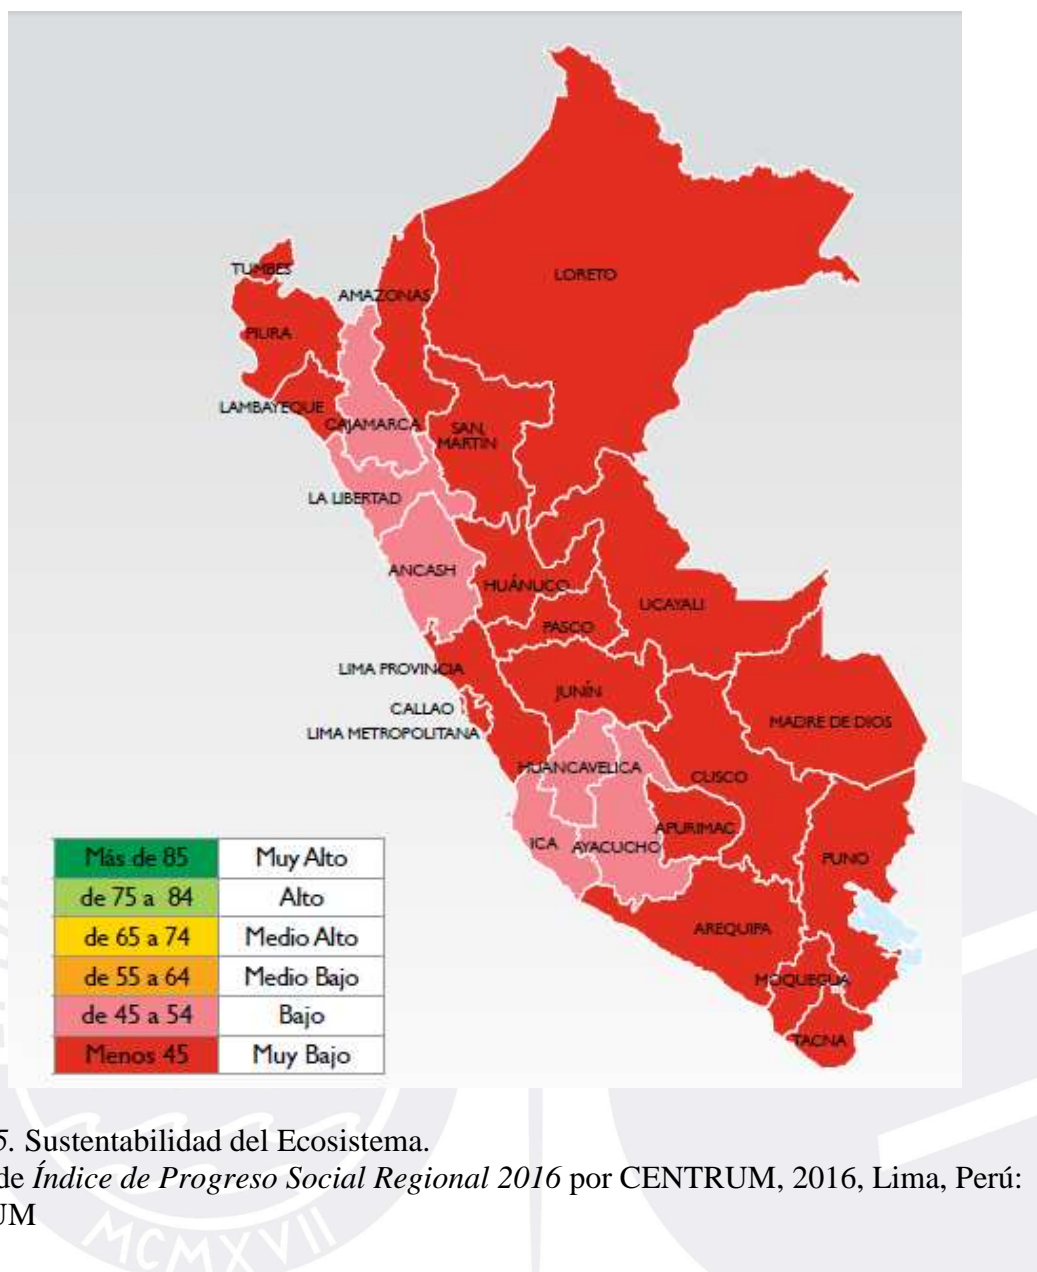 TUMBES
AMAZONAS
LORETO
PIURA
LAMBAYEQUE
CAJAMARCA
SAN,
MARTÍN
LA LIBERTAD
ANCASH
HUÁNUCO
UCAYALI
PASCO
LIMA PROVINCIA
JUNÍN
CALLAO
MADRE DE DIOS
LIMA METROPOLITANA
HUANCAVELICA
CUSCO
APURIMAC
ICA
AYACUCHO
PUNO
AREQUIPA
MOQUEGUA
TACNA
Más de 85 Muy Alto
de 75 a 84 Alto
de 65 a 74 Medio Alto
de 55 a 64 Medio Bajo
de 45 a 54 Bajo
Menos 45 Muy Bajo
5. Sustentabilidad del Ecosistema.
de Índice de Progreso Social Regional 2016 por CENTRUM, 2016, Lima, Perú:
UM
MCMXVII